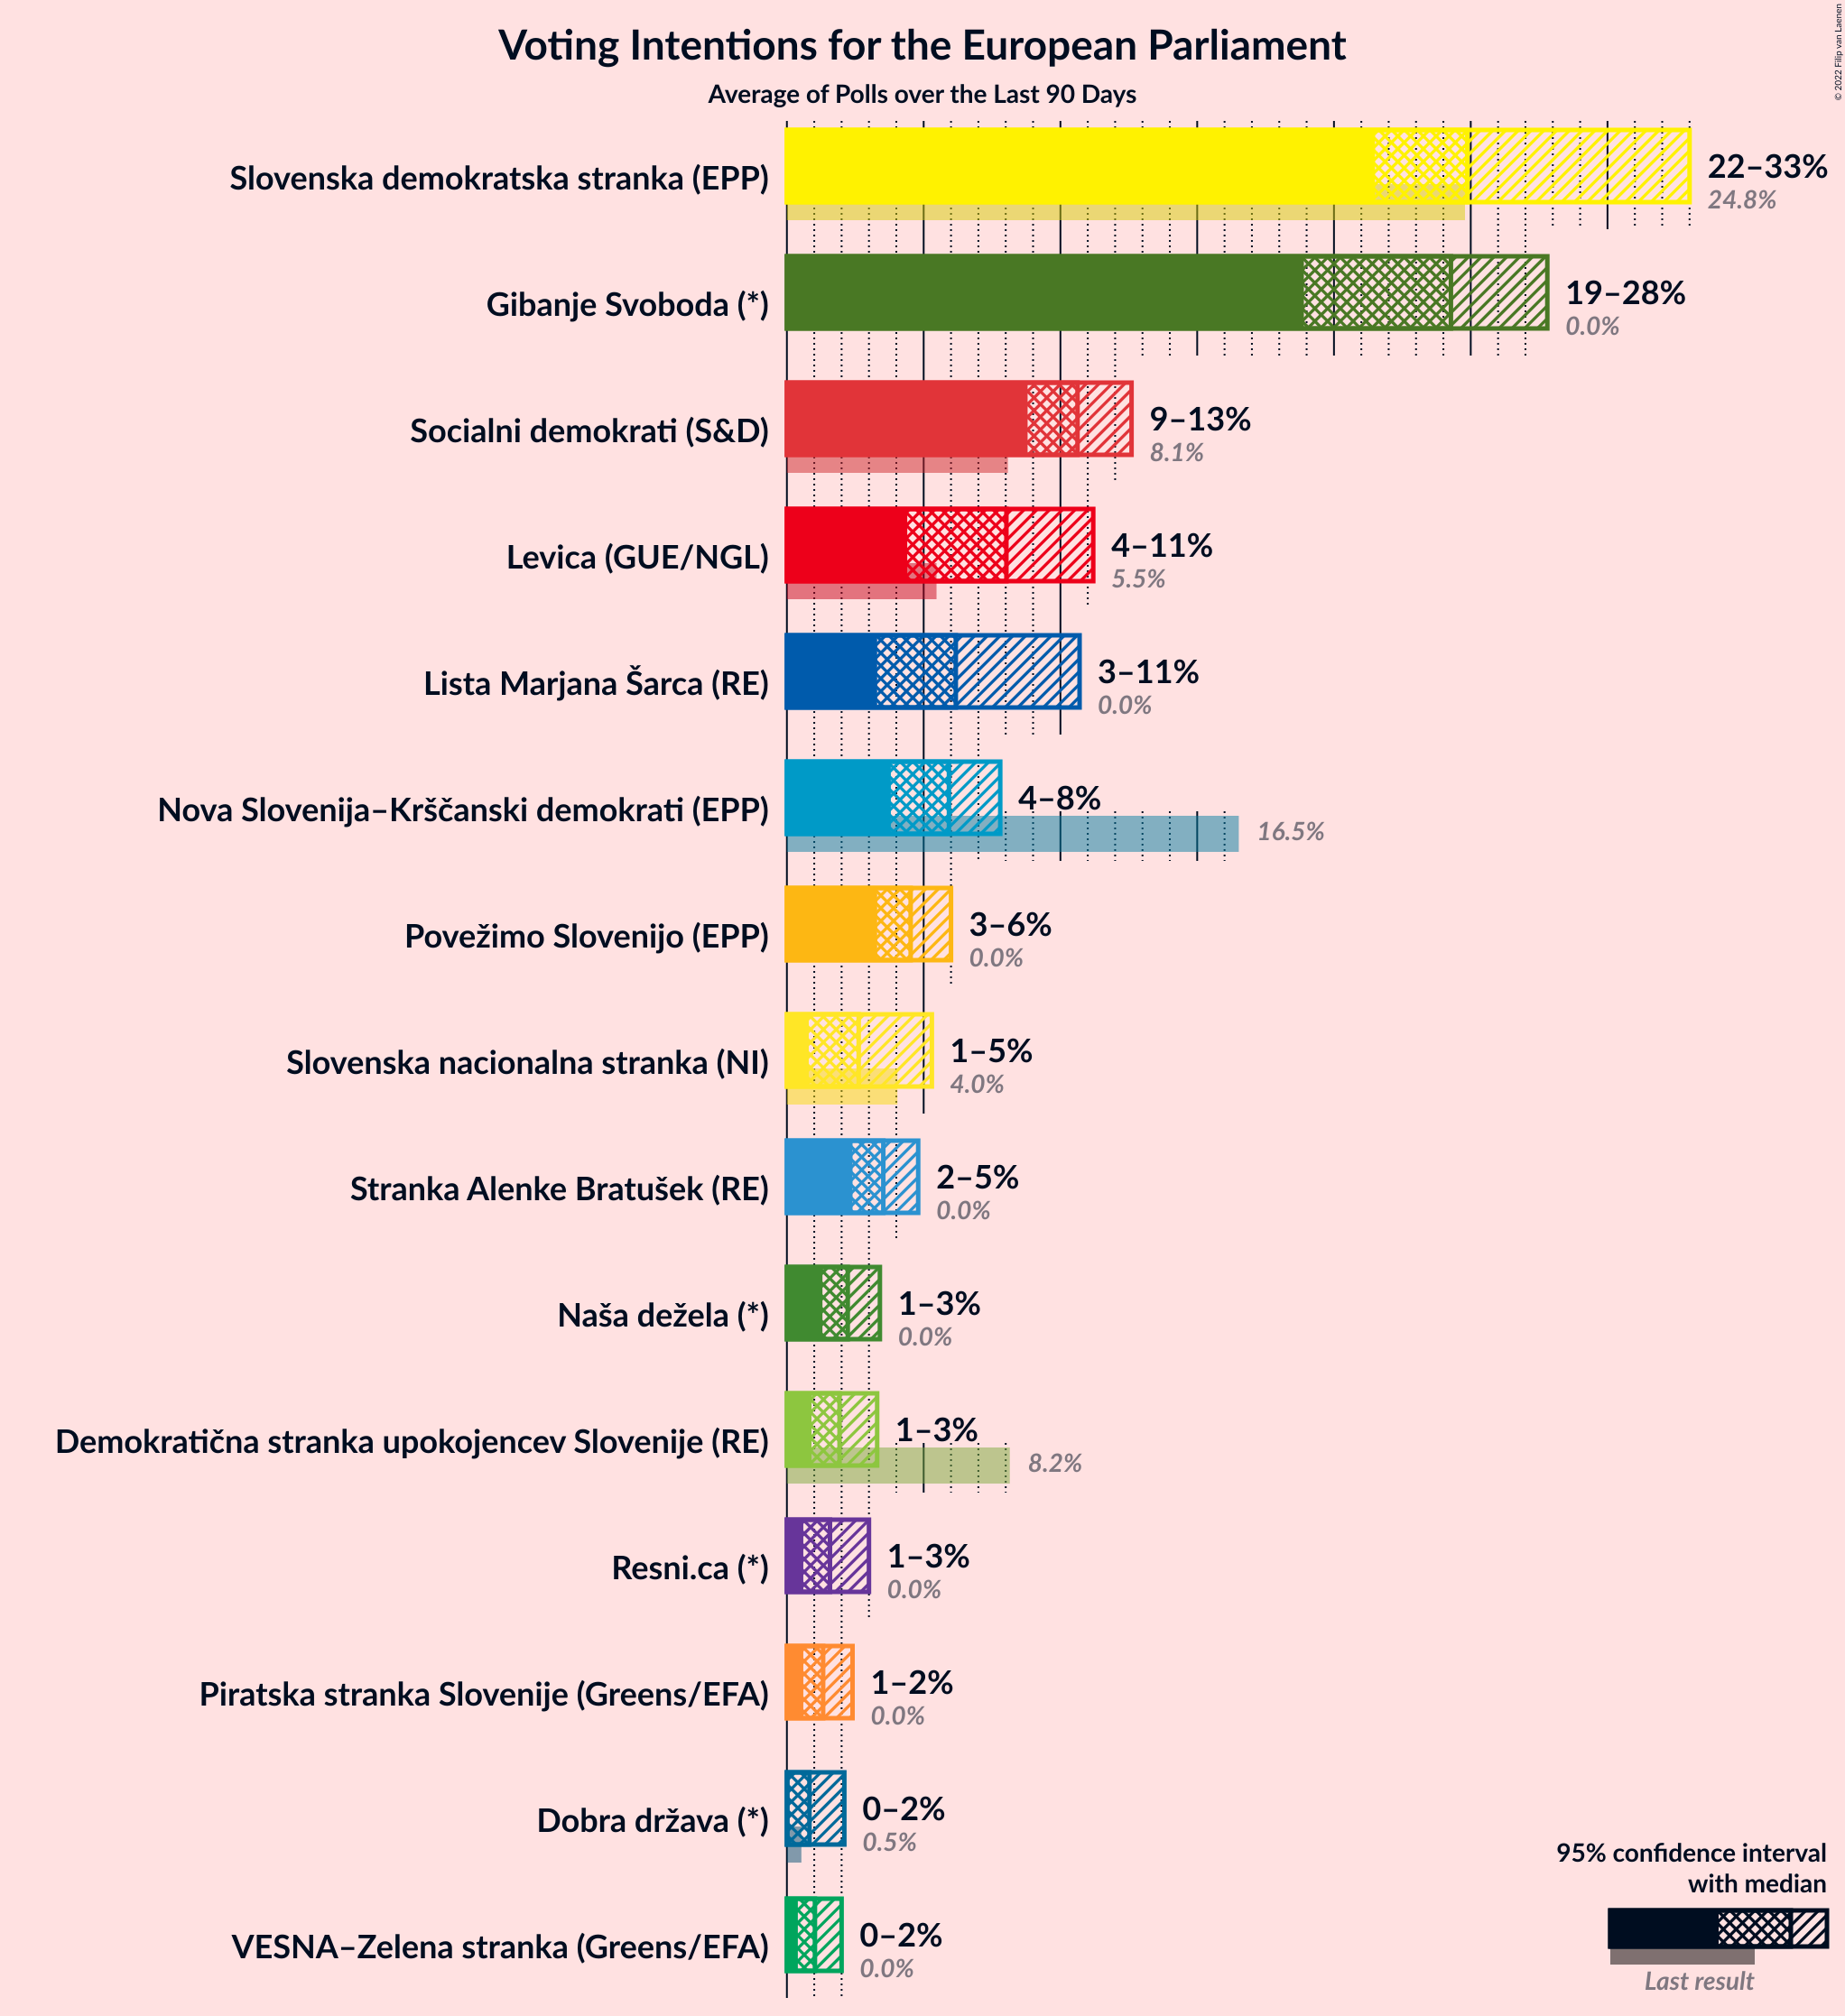 © 2022 Filip van Laenen
Voting Intentions for the European Parliament
Average of Polls over the Last 90 Days
Slovenska demokratska stranka (EPP)
22–33%
24.8%
Gibanje Svoboda (*)
19–28%
0.0%
Socialni demokrati (S&D)
9–13%
8.1%
Levica (GUE/NGL)
4–11%
5.5%
Lista Marjana Šarca (RE)
3–11%
0.0%
Nova Slovenija–Krščanski demokrati (EPP)
4–8%
16.5%
Povežimo Slovenijo (EPP)
3–6%
0.0%
Slovenska nacionalna stranka (NI)
1–5%
4.0%
Stranka Alenke Bratušek (RE)
2–5%
0.0%
Naša dežela (*)
1–3%
0.0%
Demokratična stranka upokojencev Slovenije (RE)
1–3%
8.2%
Resni.ca (*)
1–3%
0.0%
Piratska stranka Slovenije (Greens/EFA)
1–2%
0.0%
Dobra država (*)
0–2%
0.5%
VESNA–Zelena stranka (Greens/EFA)
0–2%
0.0%
95% confidence interval
with median
Last result